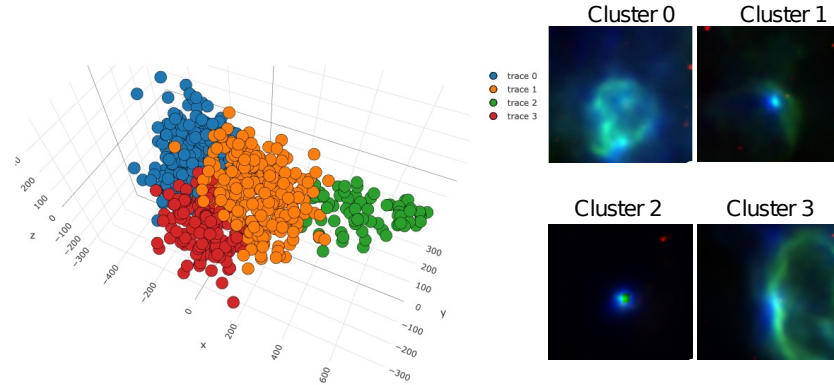 Cluster 0
Cluster 1
trace 0
trace 1
trace 2
trace 3
200
100
0
−100
−200
−300
z
−400
−200
0
200
400
600
x
300
200
100
0
−100
−200
−300
y
Cluster 2
Cluster 3